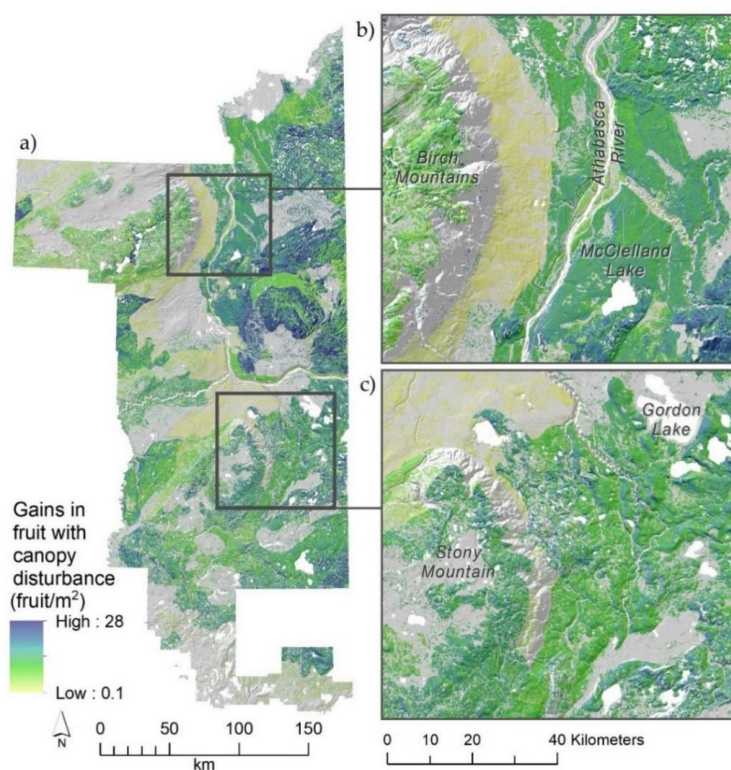 a)
Gains in
fruit with
canopy
disturbance
(fruit/m²)
High : 28
Low : 0.1
N
0 50 100 150
km
b)
Birch
Mountains
Athabasca
River
McClelland
Lake
c)
Gordon
Lake
Stony
Mountain
0 10 20 40 Kilometers